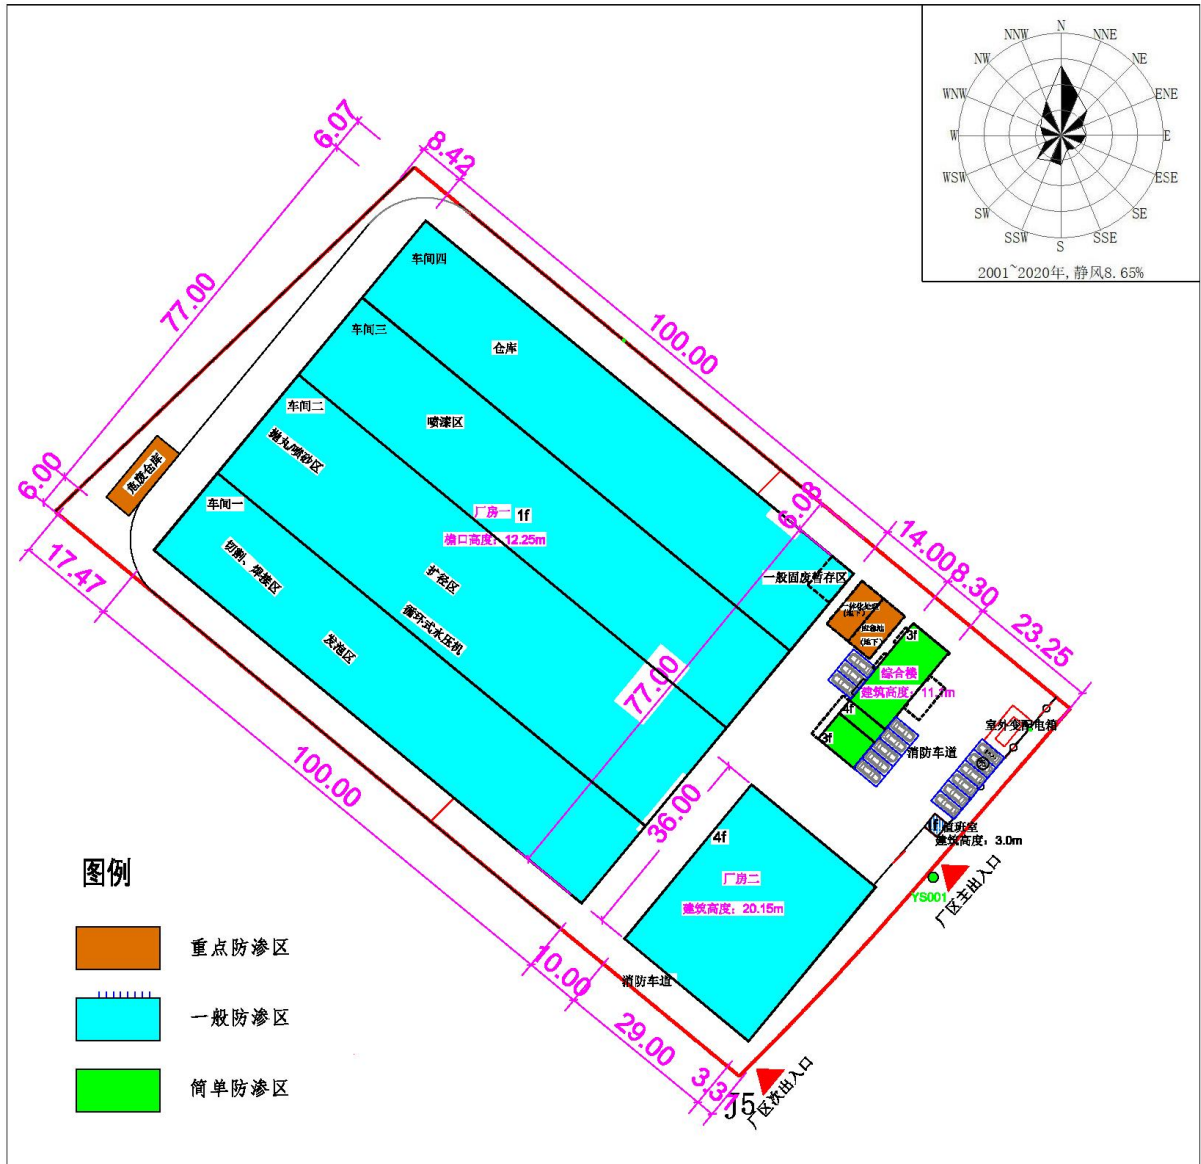 N
NNE
NE
ENE
E
ESE
SE
SSE
S
SSW
SW
WSW
W
WNW
NW
NNW
2001~2020年,静风8.65%
6.07
8.42
77.00
100.00
6.00
17.47
车间四
仓库
车间三
喷漆区
车间二
抛丸/喷砂区
危废仓库
车间一
厂房一
1f
檐口高度：12.25m
切割、焊接区
扩径区
循环式水压机
发泡区
6.08
14.00
8.30
23.25
一般固废暂存区
(地下)
(地下)
3f
综合楼
建筑高度：11.1m
4f
3f
77.00
室外变配电箱
消防车道
1f
值班室
建筑高度：3.0m
YS001
厂区主出入口
100.00
36.00
4f
厂房二
建筑高度：20.15m
消防车道
10.00
29.00
3.37
J5
厂区次出入口
图例
重点防渗区
一般防渗区
简单防渗区